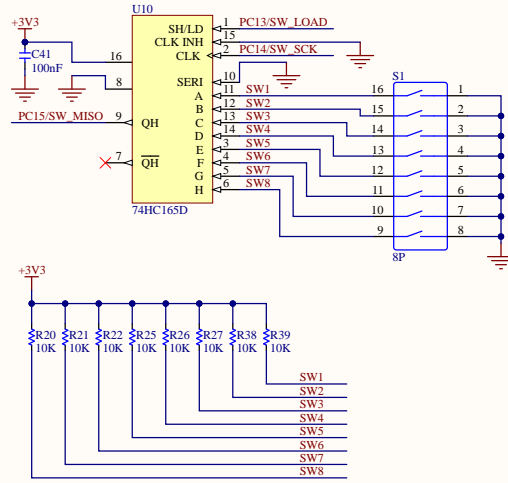 +3V3
U10
C41
100nF
16
8
SH/LD
CLK INH
CLK
SERI
A
B
C
D
E
F
G
H
QH
QH
1
15
2
10
11
12
13
14
3
4
5
6
9
7
PC13/SW_LOAD
PC14/SW_SCK
PC15/SW_MISO
SW1
SW2
SW3
SW4
SW5
SW6
SW7
SW8
74HC165D
S1
16 1
15 2
14 3
13 4
12 5
11 6
10 7
9 8
8P
+3V3
R20 R21 R22 R25 R26 R27 R38 R39
10K 10K 10K 10K 10K 10K 10K 10K
SW1
SW2
SW3
SW4
SW5
SW6
SW7
SW8